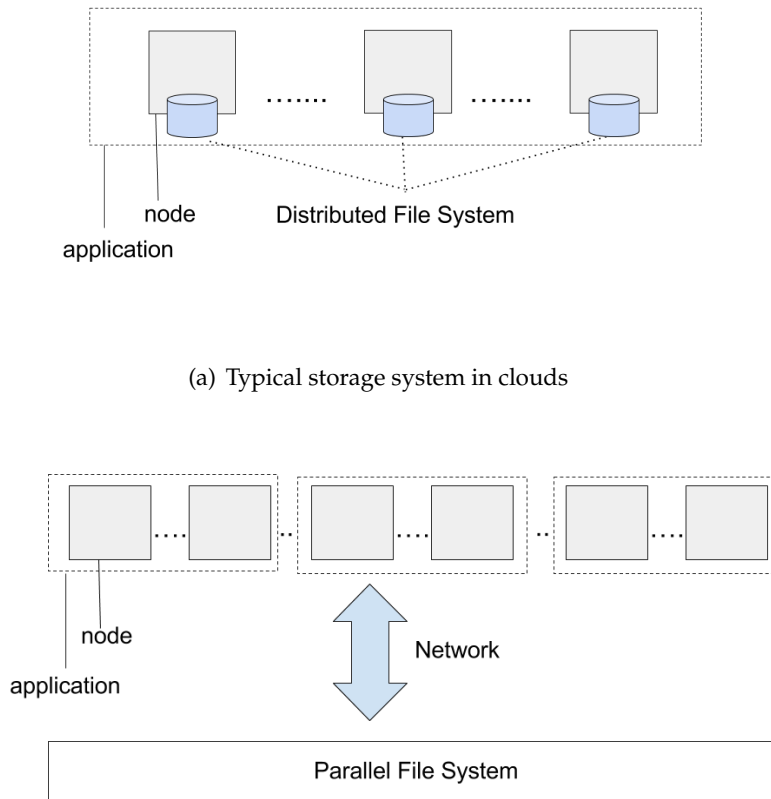 node
Distributed File System
application
(a) Typical storage system in clouds
node
Network
application
Parallel File System